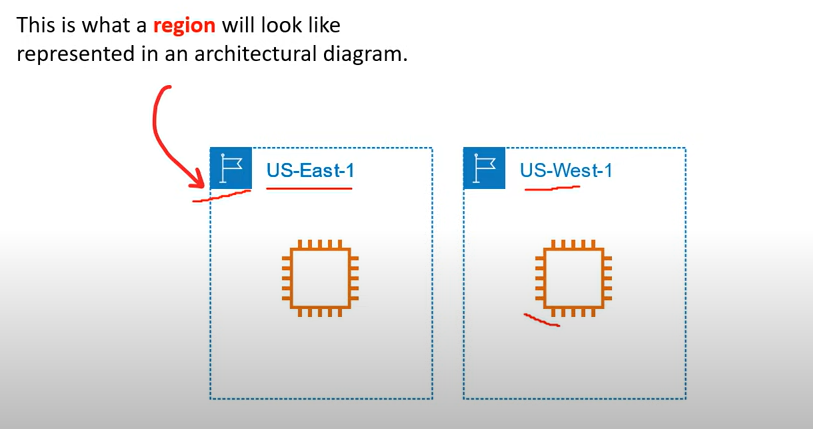 This is what a region will look like
represented in an architectural diagram.
US-East-1
US-West-1